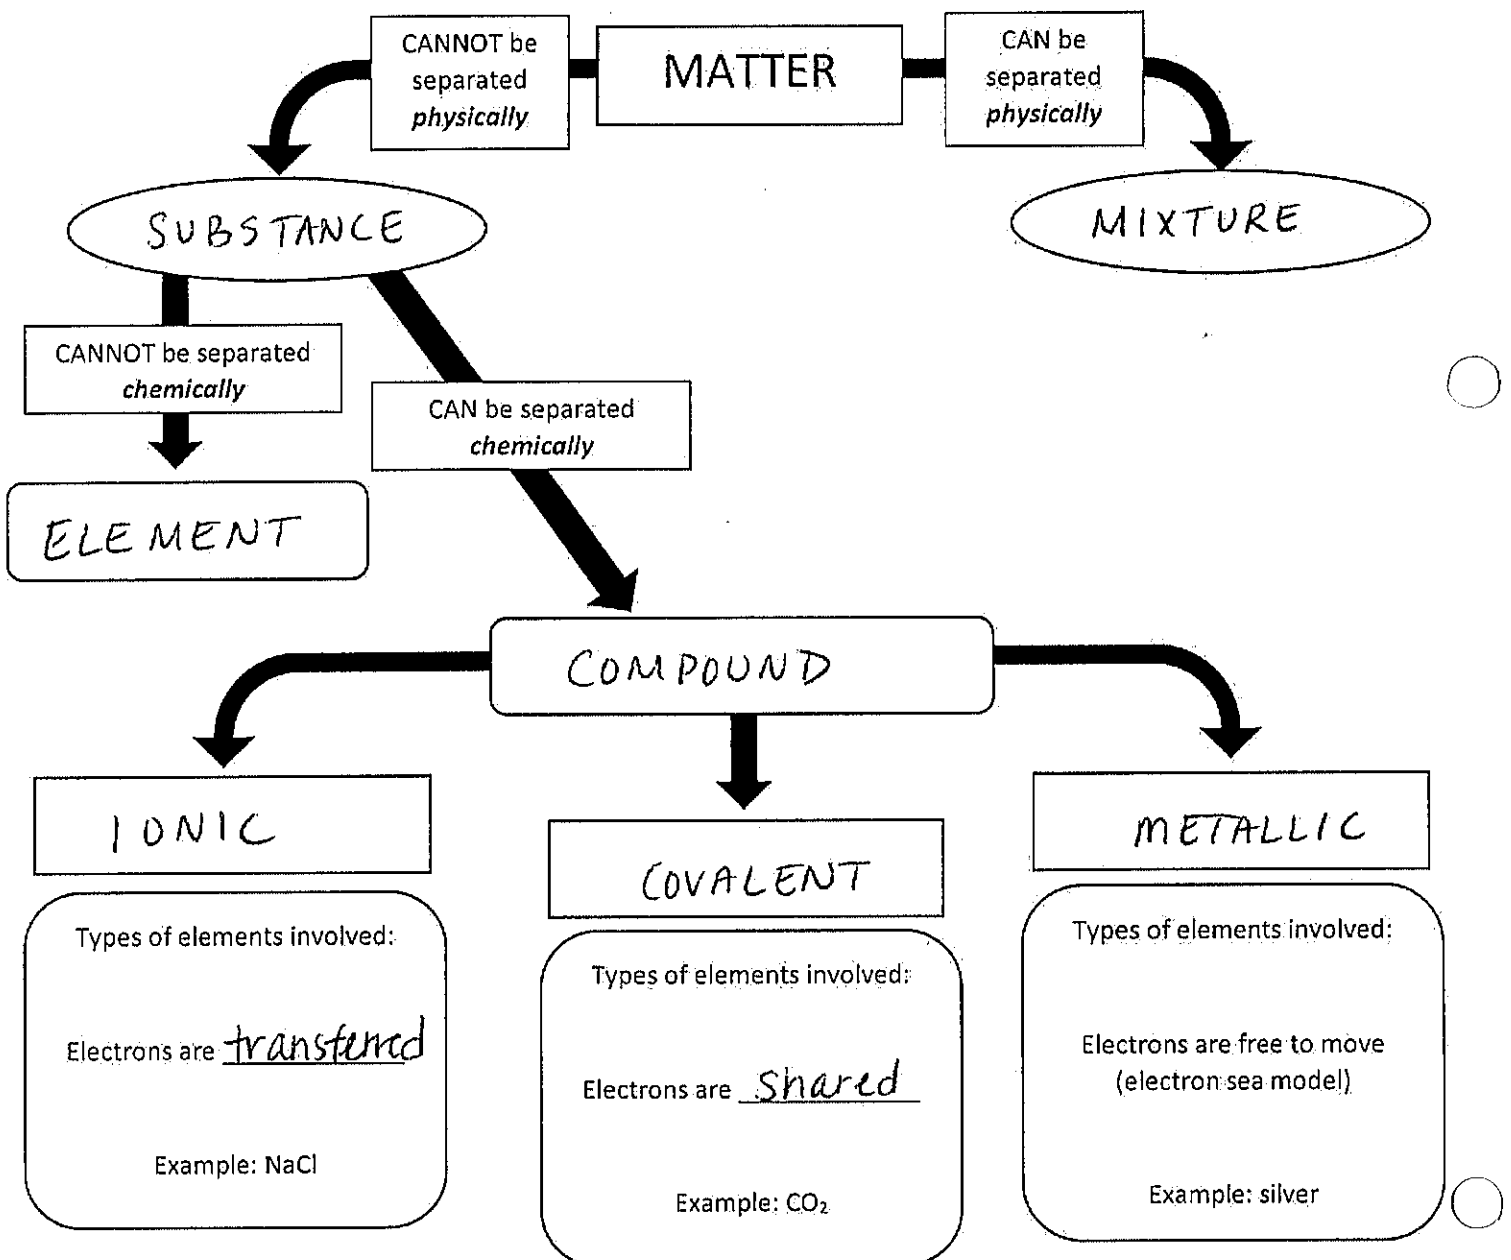 CANNOT be
separated
physically
MATTER
CAN be
separated
physically
SUBSTANCE
MIXTURE
CANNOT be separated
chemically
CAN be separated
chemically
ELEMENT
COMPOUND
IONIC
COVALENT
METALLIC
Types of elements involved:
Electrons are transferred
Example: NaCl
Types of elements involved:
Electrons are shared
Example: CO₂
Types of elements involved:
Electrons are free to move
(electron sea model)
Example: silver